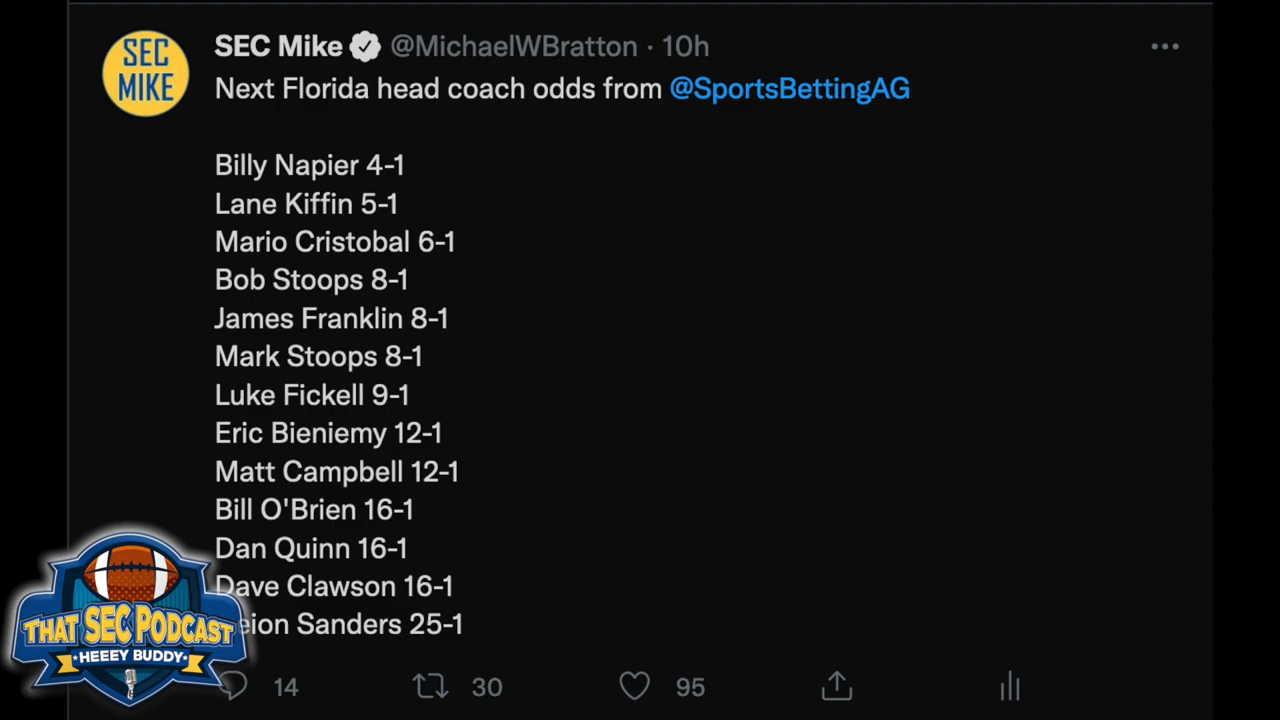 SEC Mike @MichaelWBratton · 10h
SEC
MIKE
Next Florida head coach odds from @SportsBettingAG
Billy Napier 4-1
Lane Kiffin 5-1
Mario Cristobal 6-1
Bob Stoops 8-1
James Franklin 8-1
Mark Stoops 8-1
Luke Fickell 9-1
Eric Bieniemy 12-1
Matt Campbell 12-1
Bill O'Brien 16-1
Dan Quinn 16-1
Dave Clawson 16-1
eion Sanders 25-1
THAT SEC PODCAST
HEEEY BUDDY
14 30 95